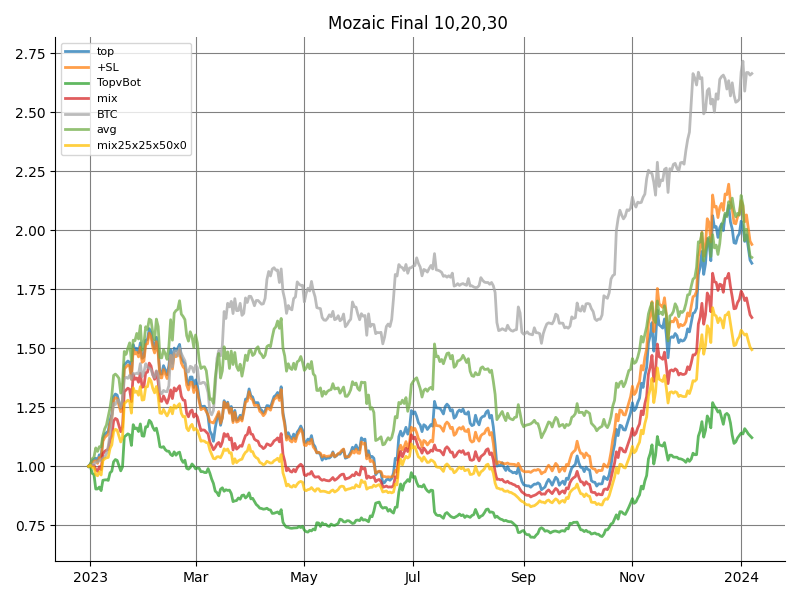 Mozaic Final 10,20,30
top
+SL
TopvBot
mix
BTC
avg
mix25x25x50x0
2.75
2.50
2.25
2.00
1.75
1.50
1.25
1.00
0.75
2023 Mar May Jul Sep Nov 2024